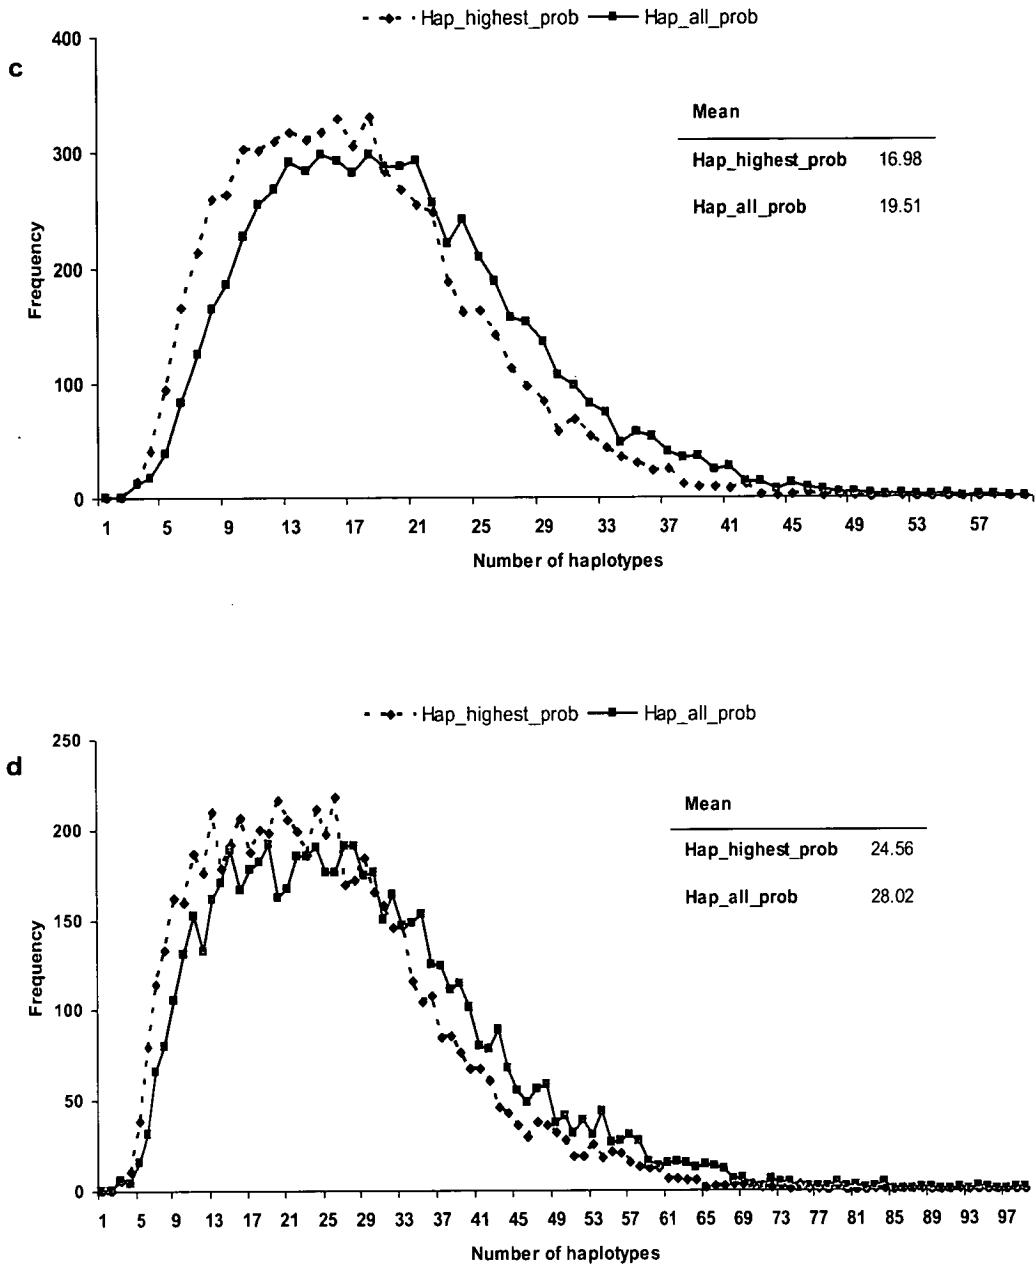 Hap_highest_prob Hap_all_prob
400
c
Mean
300
Hap_highest_prob 16.98
Hap_all_prob 19.51
200
Frequency
100
0
1 5 9 13 17 21 25 29 33 37 41 45 49 53 57
Number of haplotypes
Hap_highest_prob Hap_all_prob
250
d
Mean
200
Hap_highest_prob 24.56
Hap_all_prob 28.02
150
Frequency
100
50
0
1 5 9 13 17 21 25 29 33 37 41 45 49 53 57 61 65 69 73 77 81 85 89 93 97
Number of haplotypes